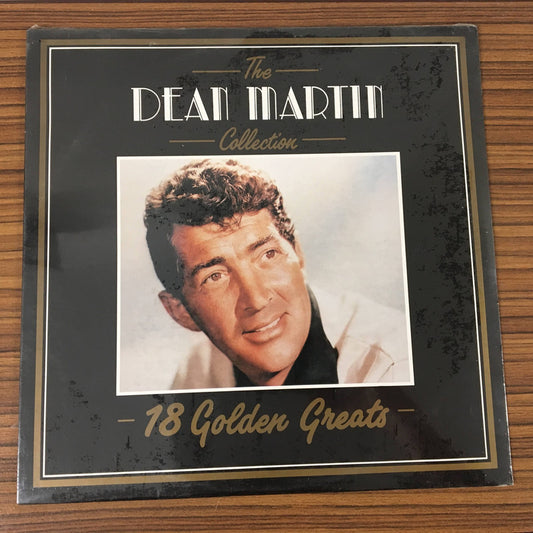 The
DEAN MARTIN
Collection
18 Golden Greats